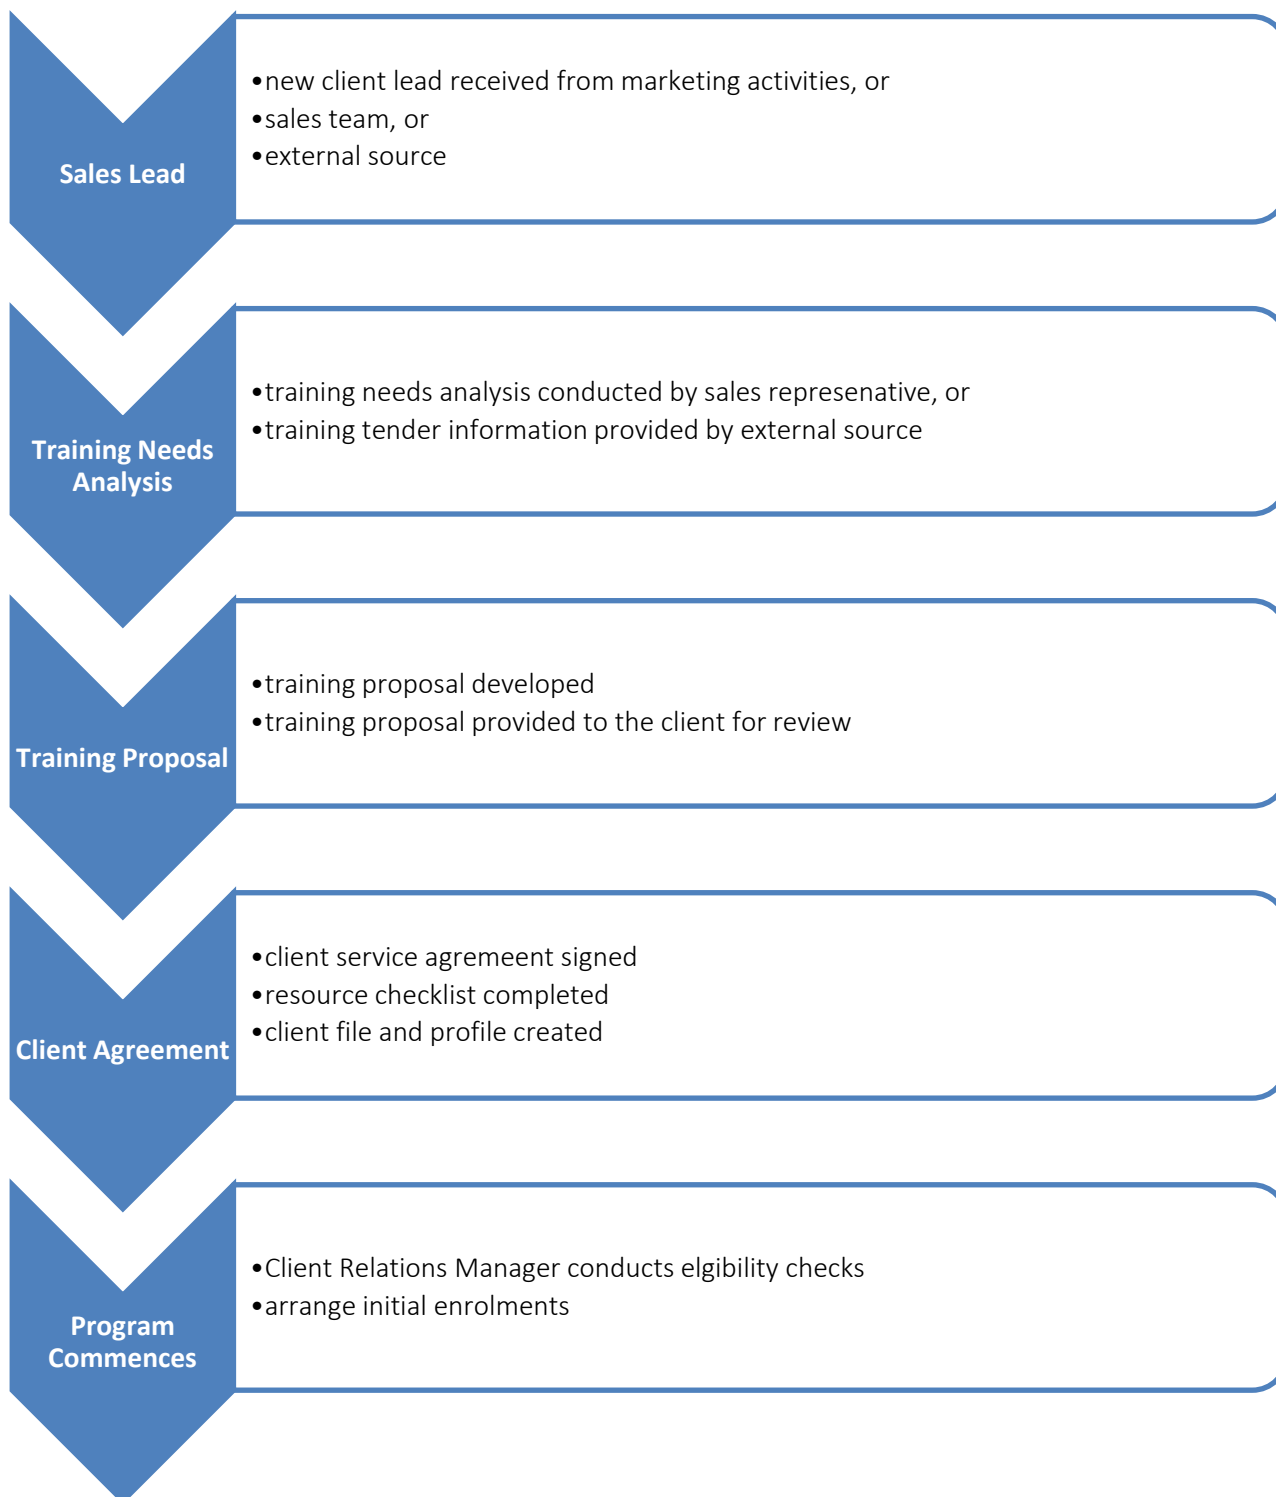 Sales Lead
•new client lead received from marketing activities, or
•sales team, or
•external source
Training Needs
Analysis
•training needs analysis conducted by sales represenative, or
•training tender information provided by external source
Training Proposal
•training proposal developed
•training proposal provided to the client for review
Client Agreement
•client service agremeent signed
•resource checklist completed
•client file and profile created
Program
Commences
•Client Relations Manager conducts elgibility checks
•arrange initial enrolments